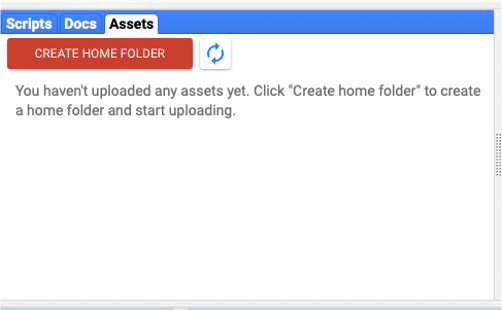 Scripts Docs Assets
CREATE HOME FOLDER
You haven't uploaded any assets yet. Click "Create home folder" to create
a home folder and start uploading.